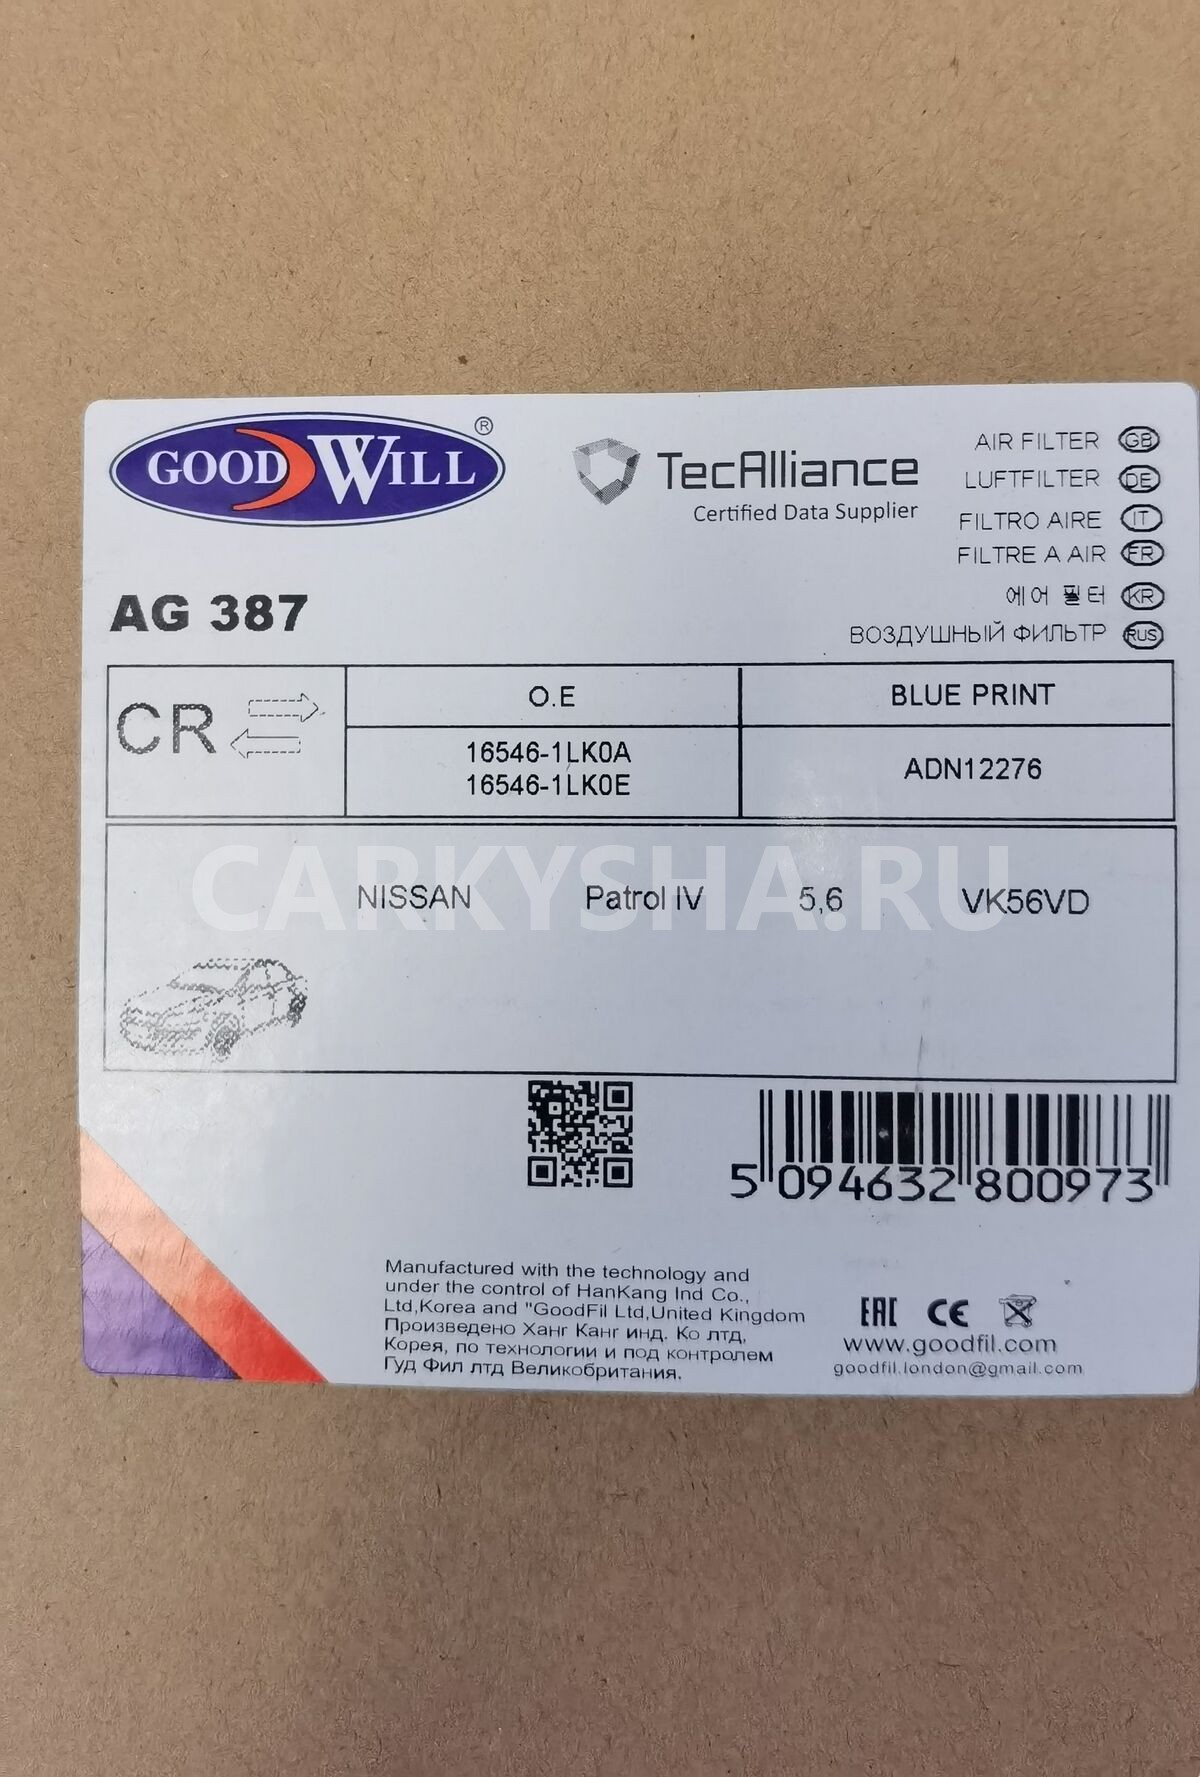 GOODWILL ®
TecAlliance
Certified Data Supplier
AIR FILTER GB
LUFTFILTER DE
FILTRO AIRE IT
FILTRE A AIR FR
에어 필터 KR
ВОЗДУШНЫЙ ФИЛЬТР RUS
AG 387
CR
O.E
BLUE PRINT
16546-1LK0A
16546-1LK0E
ADN12276
CARKYSHA.RU
NISSAN Patrol IV 5,6 VK56VD
5 094632 800973
Manufactured with the technology and
under the control of HanKang Ind Co.,
Ltd,Korea and "GoodFil Ltd,United Kingdom
Произведено Ханг Канг инд. Ко лтд,
Корея, по технологии и под контролем
Гуд Фил лтд Великобритания.
EAC CE
www.goodfil.com
goodfil.london@gmail.com